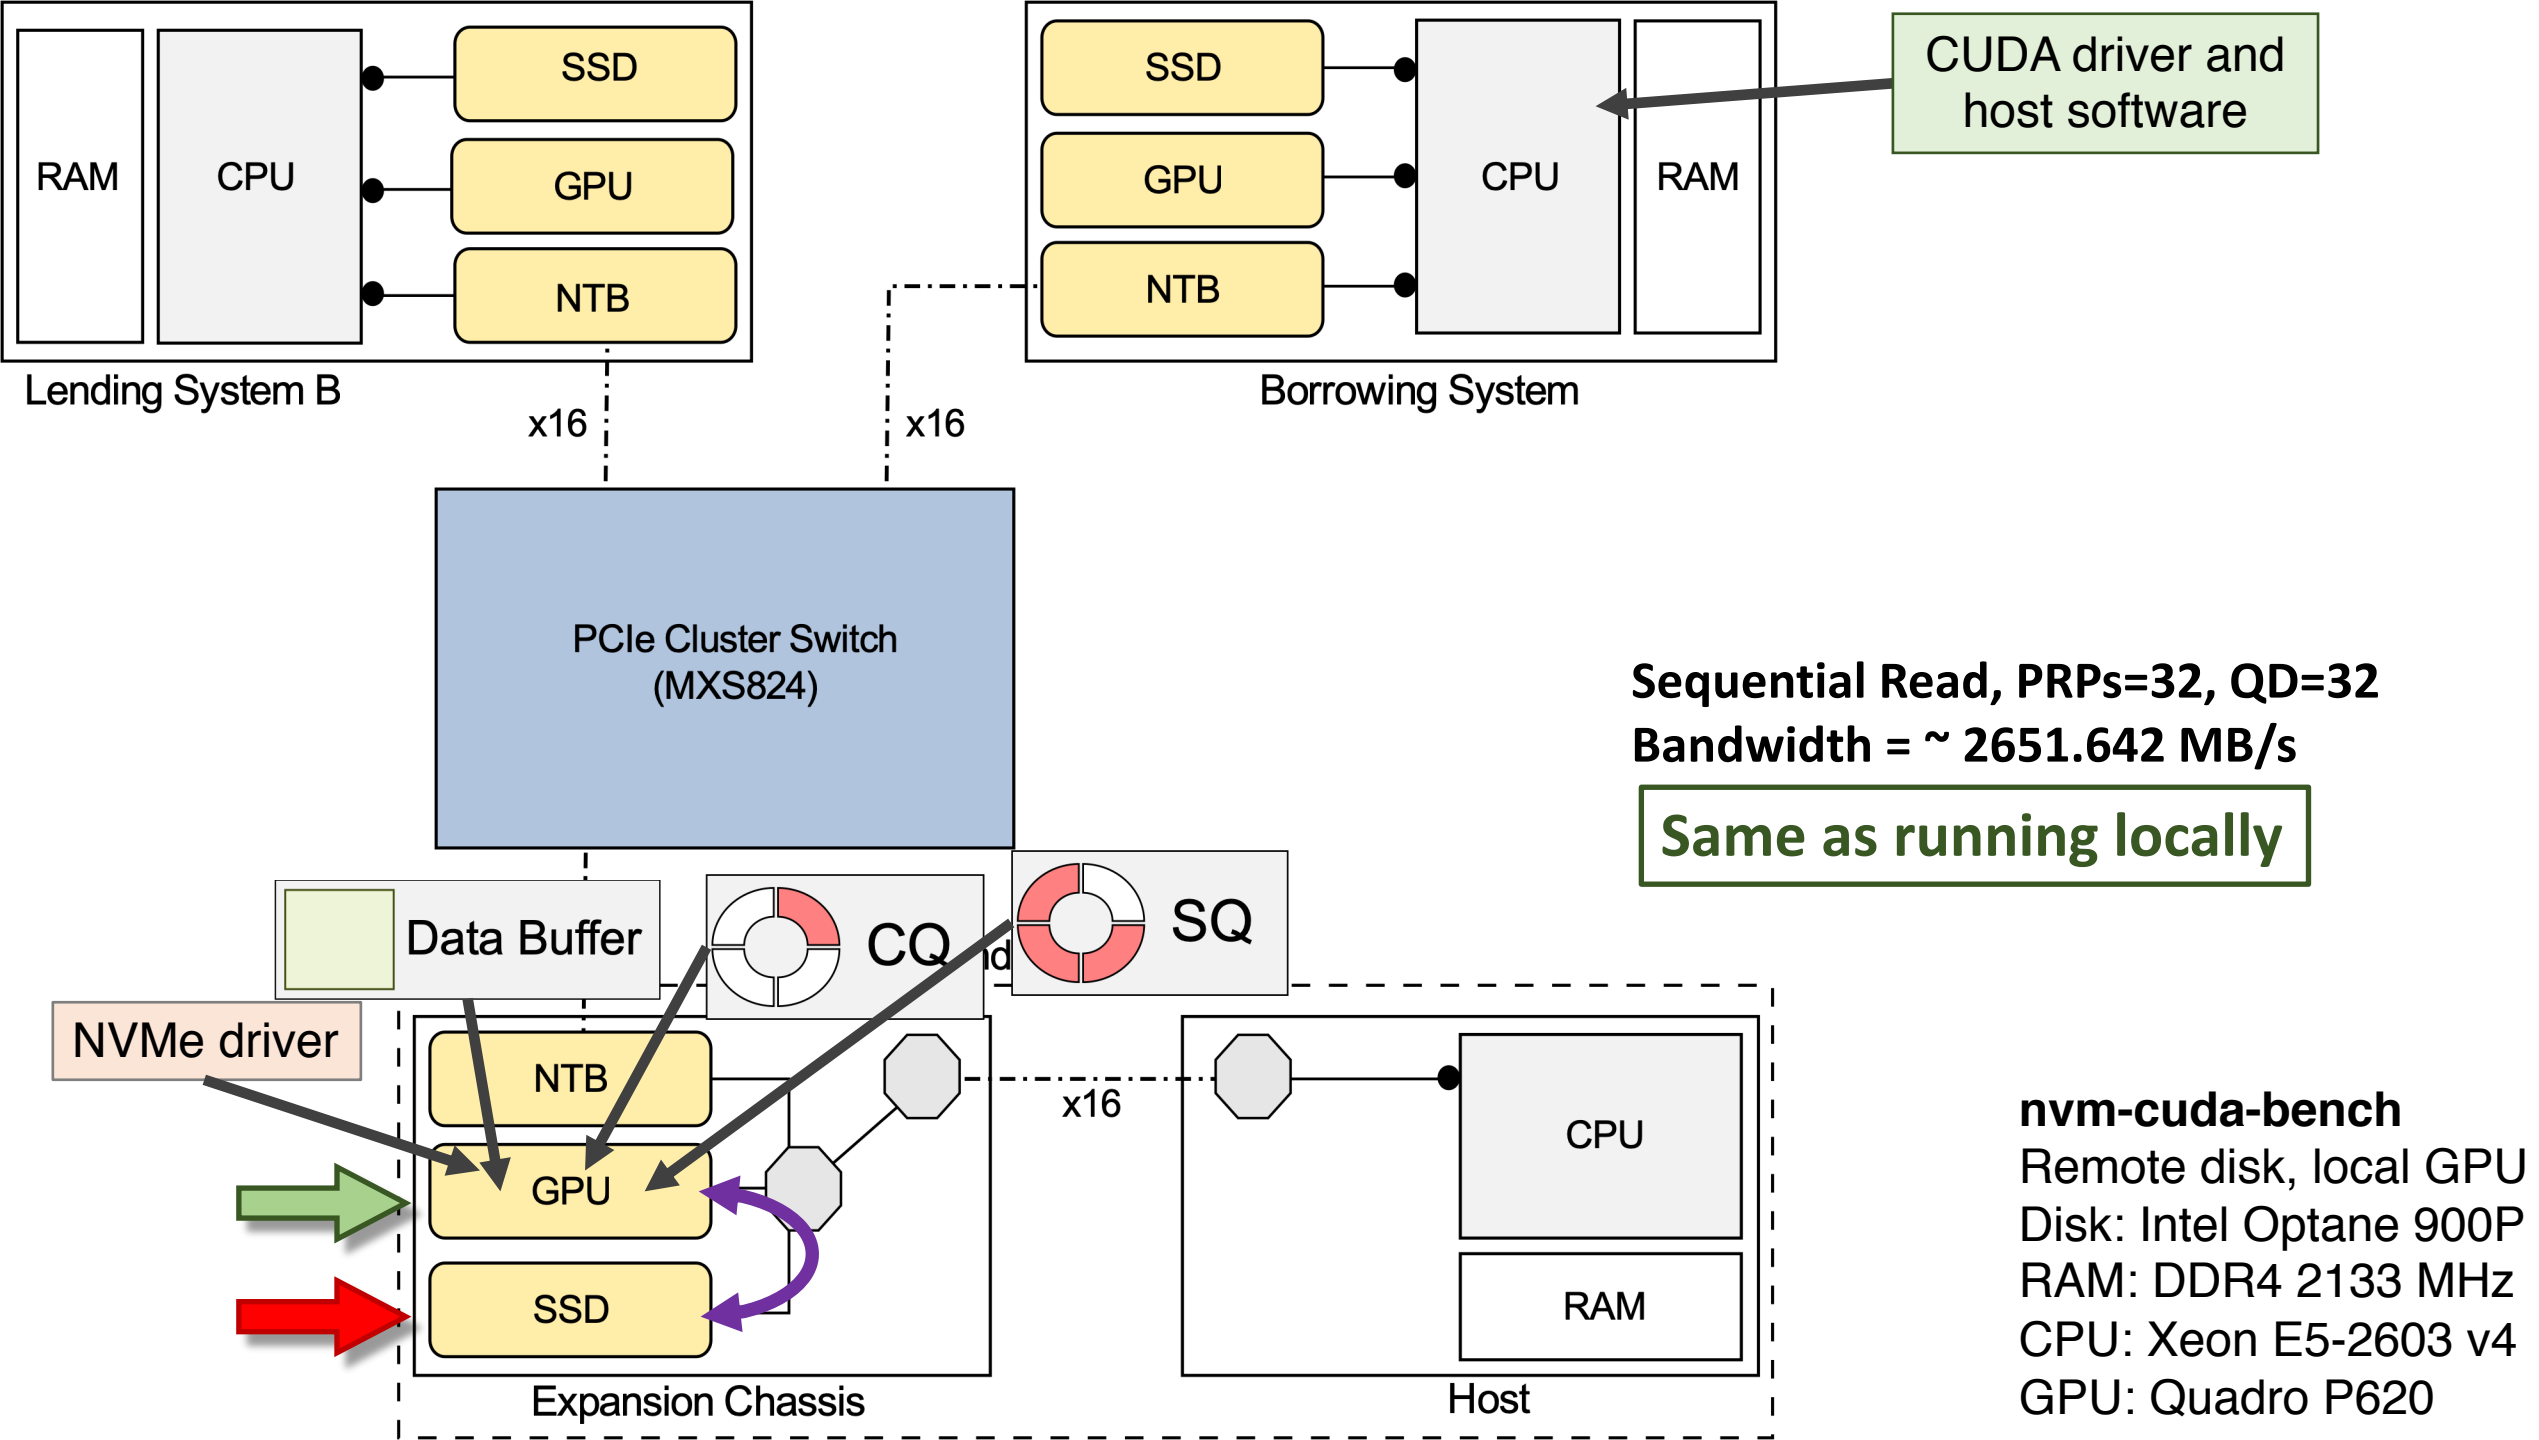 SSD
RAM
CPU
GPU
NTB
Lending System B
x16
SSD
GPU
CPU
RAM
NTB
Borrowing System
x16
CUDA driver and
host software
PCIe Cluster Switch
(MXS824)
Sequential Read, PRPs=32, QD=32
Bandwidth = ~ 2651.642 MB/s
Same as running locally
Data Buffer
CQ
SQ
NVMe driver
NTB
GPU
SSD
x16
Expansion Chassis
CPU
RAM
Host
nvm-cuda-bench
Remote disk, local GPU
Disk: Intel Optane 900P
RAM: DDR4 2133 MHz
CPU: Xeon E5-2603 v4
GPU: Quadro P620